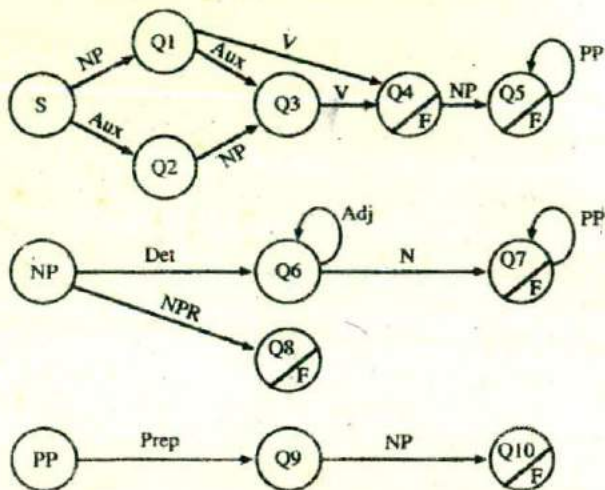 NP Q1 Aux V
S Q3 V Q4 F NP Q5 F PP
Aux Q2 NP
Adj PP
NP Det Q6 N Q7 F
NPR Q8 F
PP Prep Q9 NP Q10 F